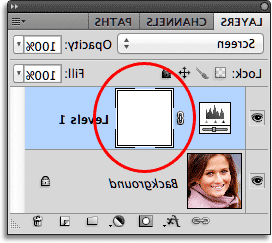 LAYERS CHANNELS PATHS
Screen Opacity: 100%
Lock: Fill: 100%
Levels 1
Background